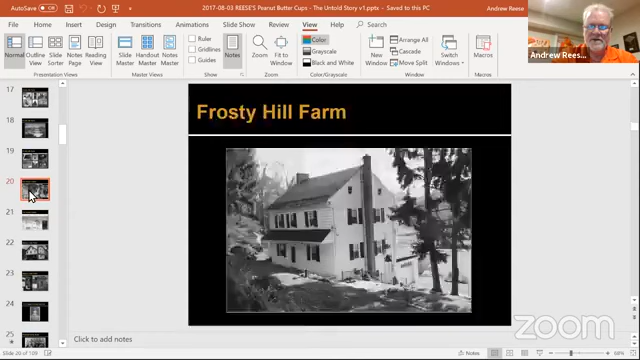 AutoSave Off
2017-08-03 REESE'S Peanut Butter Cups - The Untold Story v1.pptx - Saved to this PC
Andrew Reese
File Home Insert Design Transitions Animations Slide Show Review View Help Search
Normal
Outline View
Slide Sorter
Notes Page
Reading View
Presentation Views
Slide Master
Handout Master
Notes Master
Master Views
Ruler
Gridlines
Guides
Show
Notes
Zoom
Fit to Window
Zoom
Color
Grayscale
Black and White
Color/Grayscale
New Window
Arrange All
Cascade
Move Split
Window
Switch Windows
Macros
Macros
Andrew Rees...
17
18
19
20
21
22
23
24
25
Frosty Hill Farm
Click to add notes
zoom
Slide 20 of 109
Notes